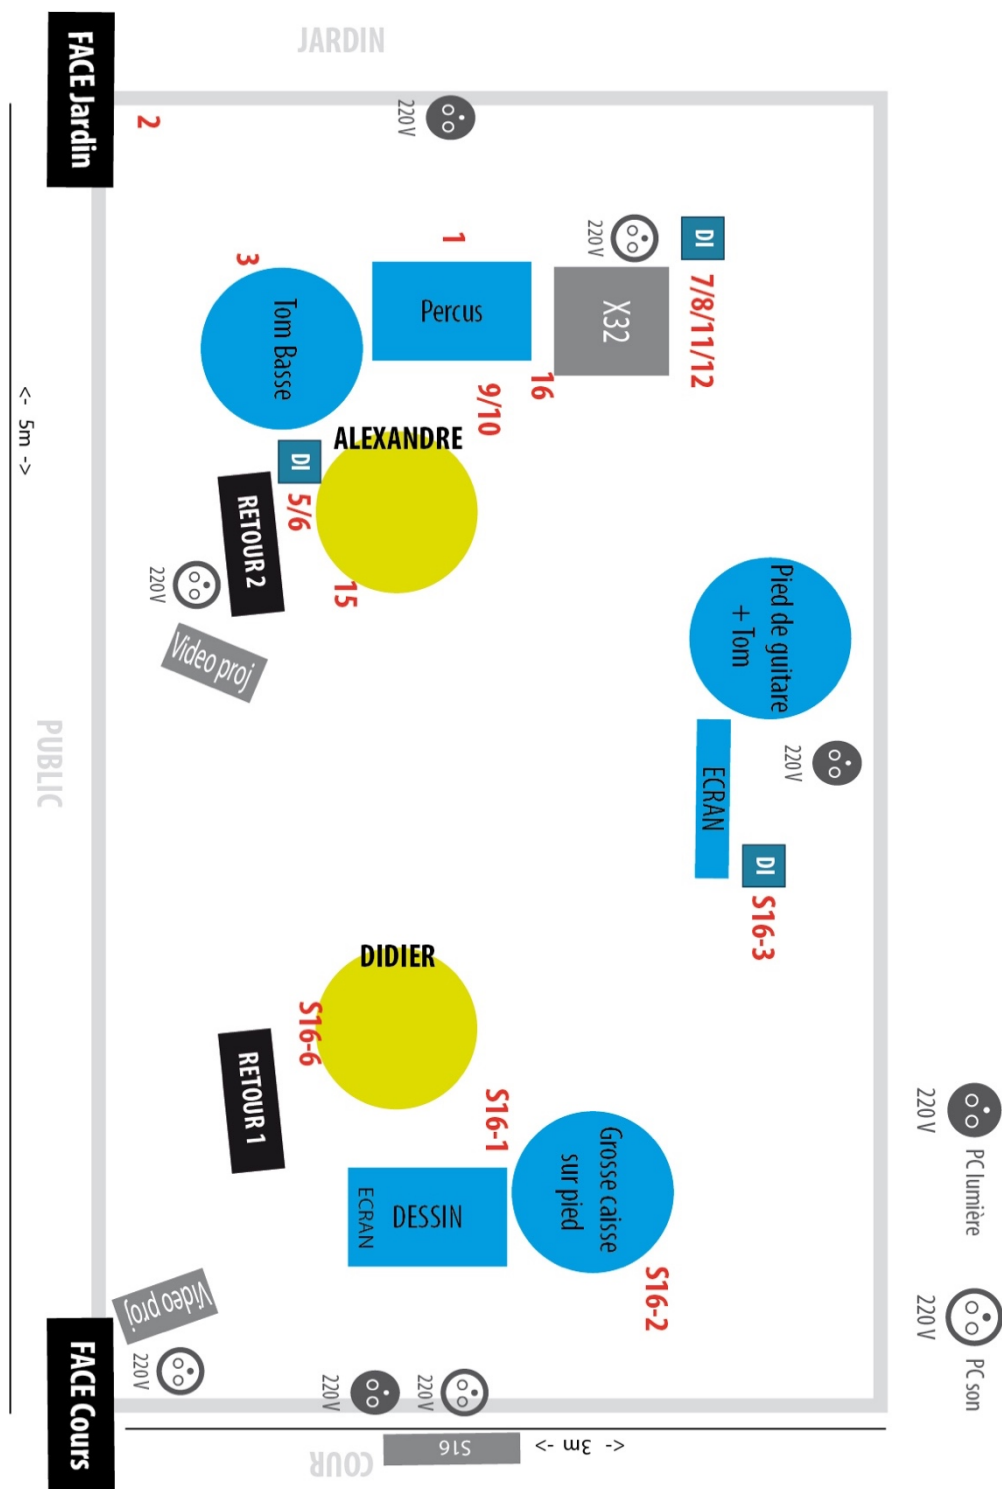 JARDIN
FACE Jardin
2
220V
220V
DI
7/8/11/12
1
3
Tom Basse
Percus
X32
16
9/10
ALEXANDRE
DI
5/6
15
RETOUR 2
220V
Video proj
<- 5m ->
PUBLIC
Pied de guitare
+ Tom
220V
ECRAN
DI
S16-3
DIDIER
S16-6
RETOUR 1
S16-1
Grosse caisse
sur pied
DESSIN
ECRAN
S16-2
Video proj
220V
220V
220V
FACE Cours
COUR
S16
<- 3m ->
220V
PC lumière
220V
PC son